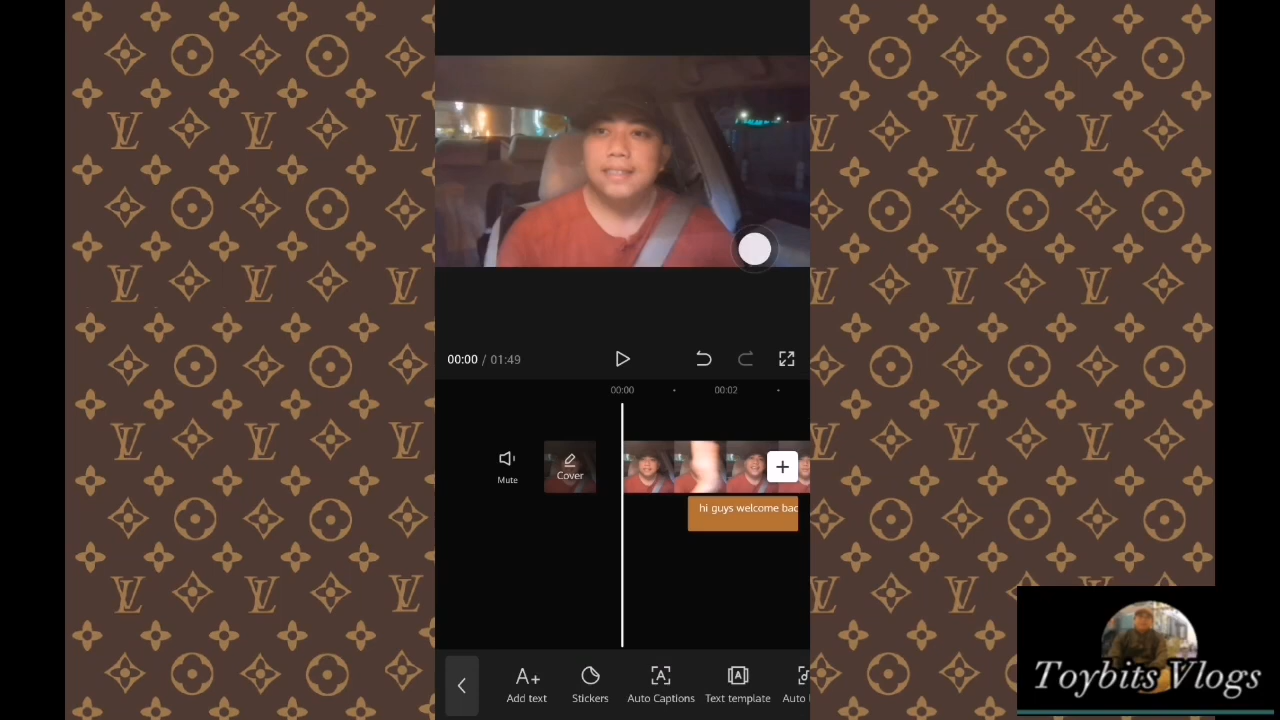 00:00 / 01:49
00:00
00:02
Mute
Cover
hi guys welcome bac
Add text
Stickers
Auto Captions
Text template
Auto
Toybits Vlogs